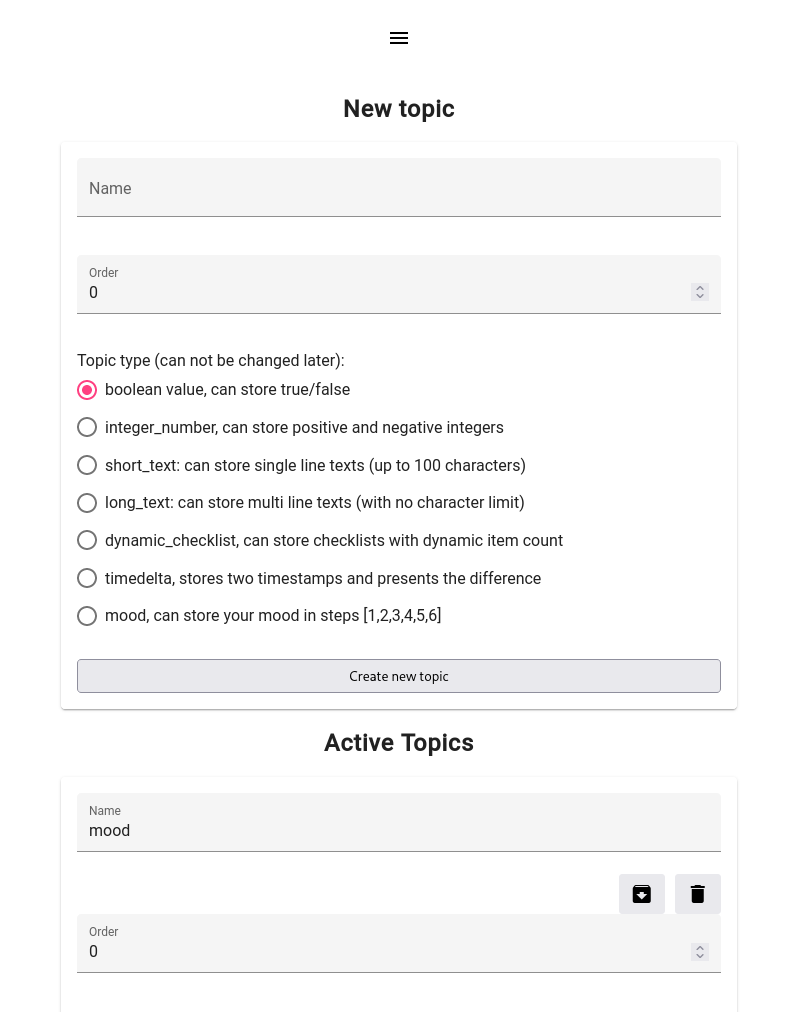 New topic
Name
Order
0
Topic type (can not be changed later):
boolean value, can store true/false
integer_number, can store positive and negative integers
short_text: can store single line texts (up to 100 characters)
long_text: can store multi line texts (with no character limit)
dynamic_checklist, can store checklists with dynamic item count
timedelta, stores two timestamps and presents the difference
mood, can store your mood in steps [1,2,3,4,5,6]
Create new topic
Active Topics
Name
mood
Order
0